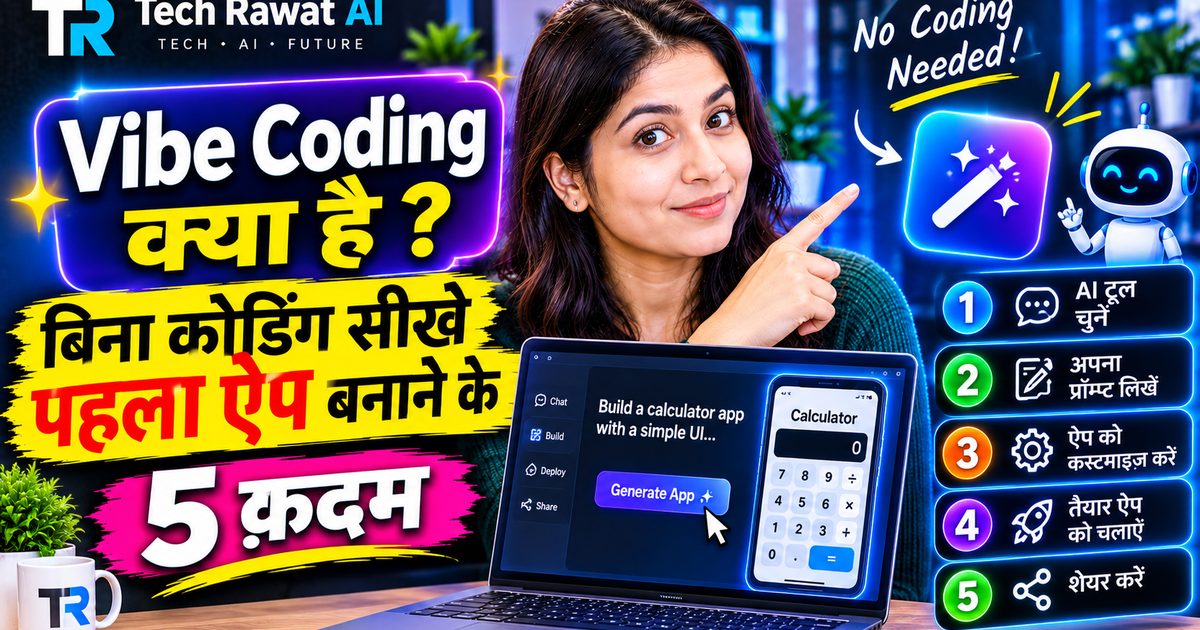 TR Tech Rawat AI
TECH • AI • FUTURE
Vibe Coding
क्या है ?
बिना कोडिंग सीखे
पहला ऐप बनाने के
5 क़दम
No Coding
Needed!
1 AI टूल
चुनें
2 अपना
प्रॉम्प्ट लिखें
3 ऐप को
कस्टमाइज़ करें
4 तैयार ऐप
को चलाएँ
5 शेयर करें
Chat
Build
Deploy
Share
Build a calculator app
with a simple UI...
Generate App
Calculator
0
7 8 9 ÷
4 5 6 ×
1 2 3 +
0 . =
TR